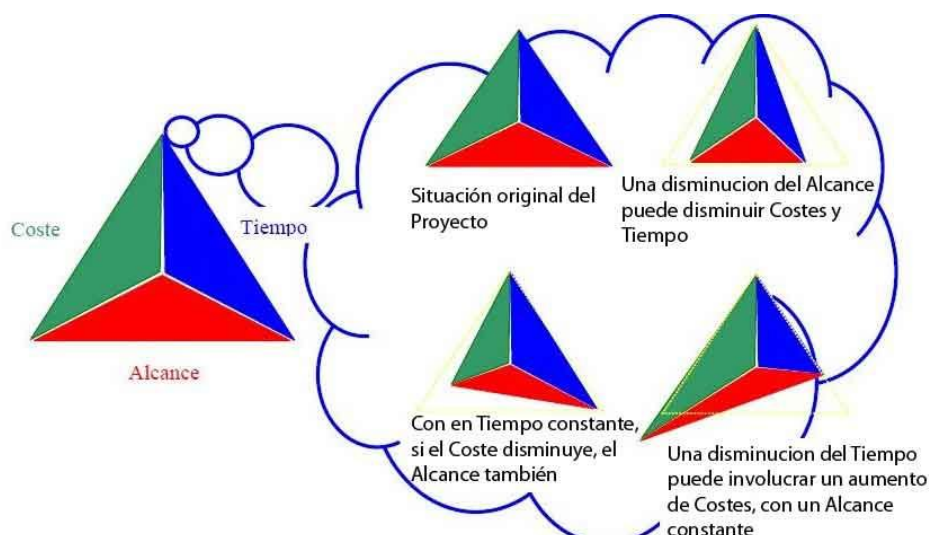 Coste
Tiempo
Alcance
Situación original del
Proyecto
Una disminucion del Alcance
puede disminuir Costes y
Tiempo
Con en Tiempo constante,
si el Coste disminuye, el
Alcance también
Una disminucion del Tiempo
puede involucrar un aumento
de Costes, con un Alcance
constante